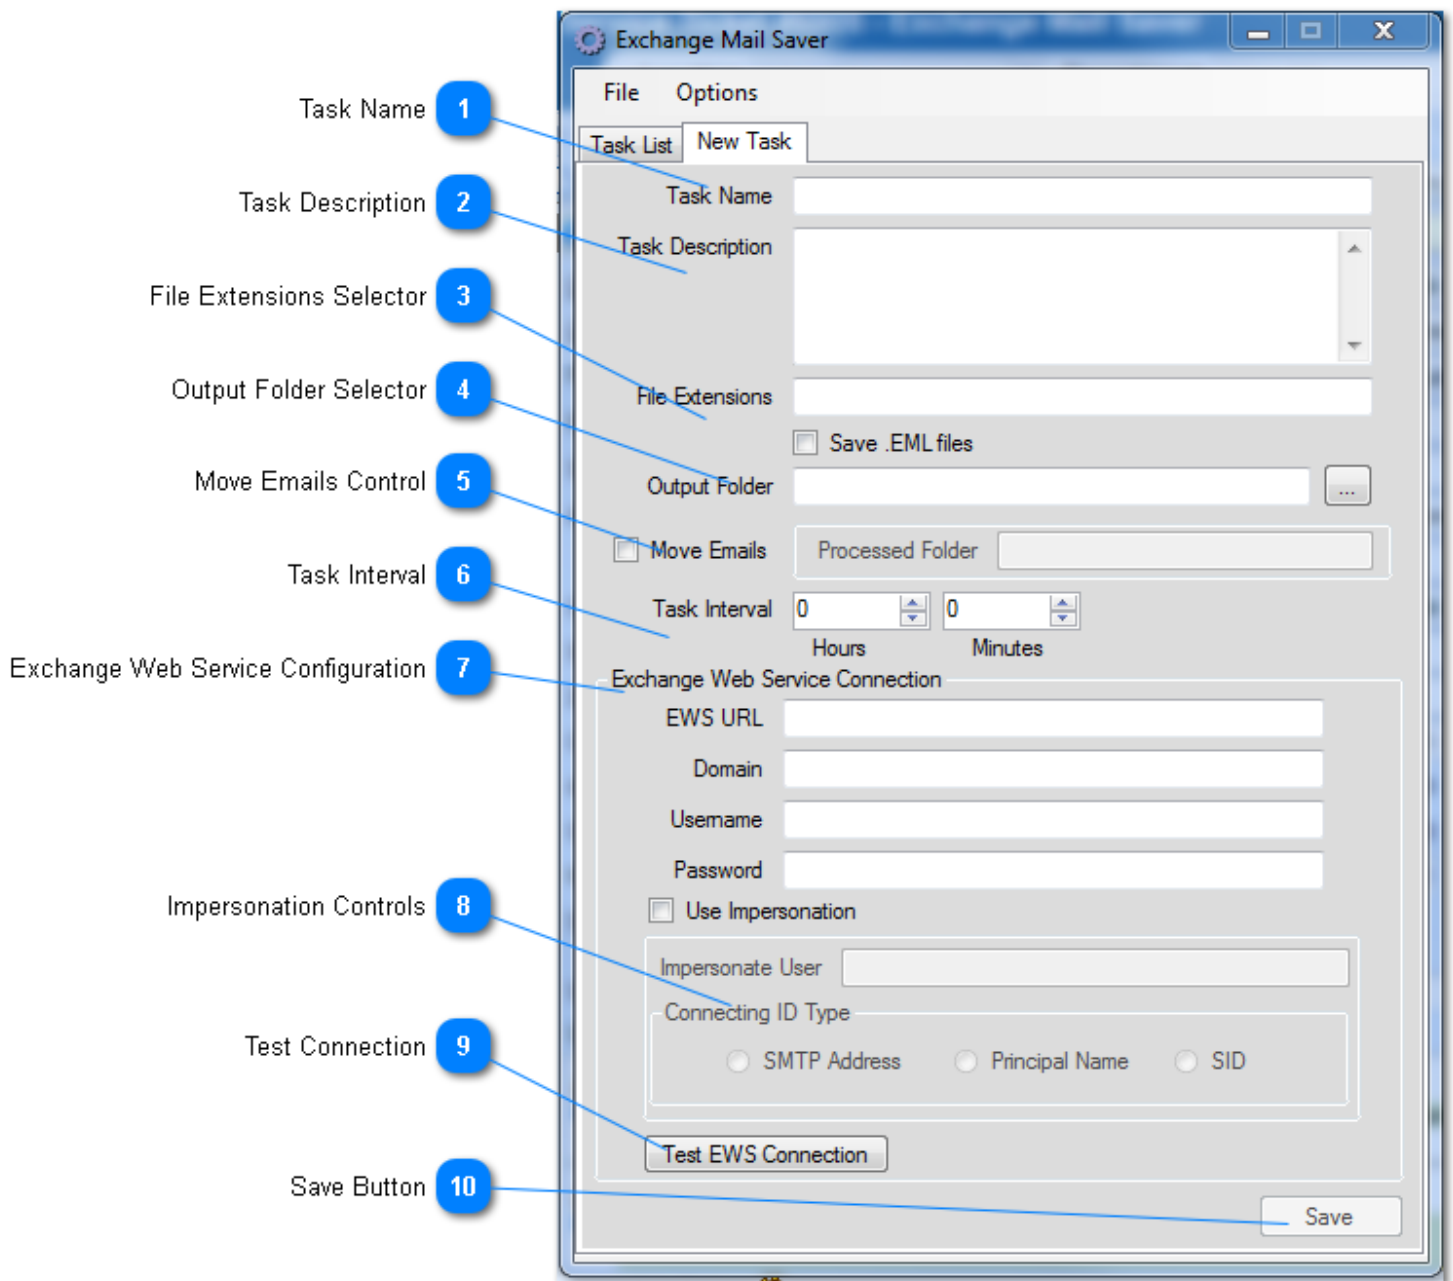 Exchange Mail Saver
File Options
Task List New Task
Task Name 1
Task Name
Task Description 2
Task Description
File Extensions Selector 3
Output Folder Selector 4
File Extensions
Save .EML files
Move Emails Control 5
Output Folder ...
Move Emails Processed Folder
Task Interval 6
Task Interval 0 0
Hours Minutes
Exchange Web Service Configuration 7
Exchange Web Service Connection
EWS URL
Domain
Username
Password
Impersonation Controls 8
Use Impersonation
Impersonate User
Connecting ID Type
Test Connection 9
SMTP Address Principal Name SID
Test EWS Connection
Save Button 10
Save